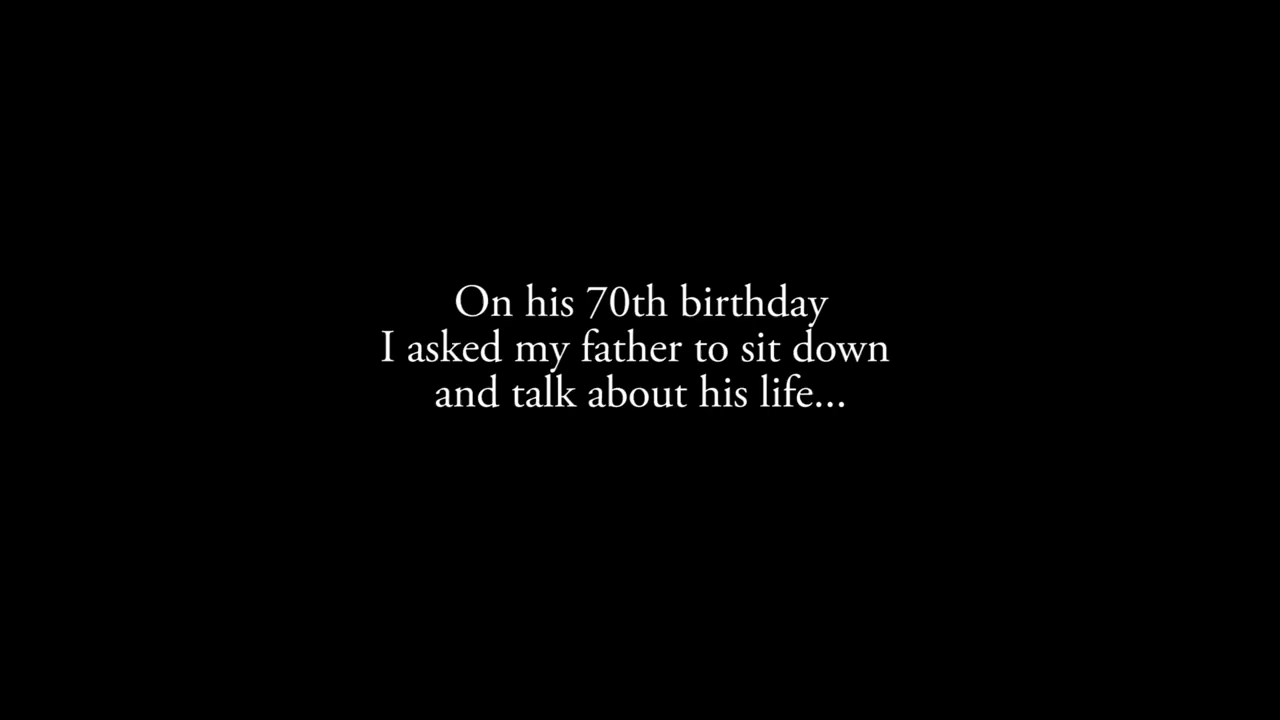 On his 70th birthday
I asked my father to sit down
and talk about his life...